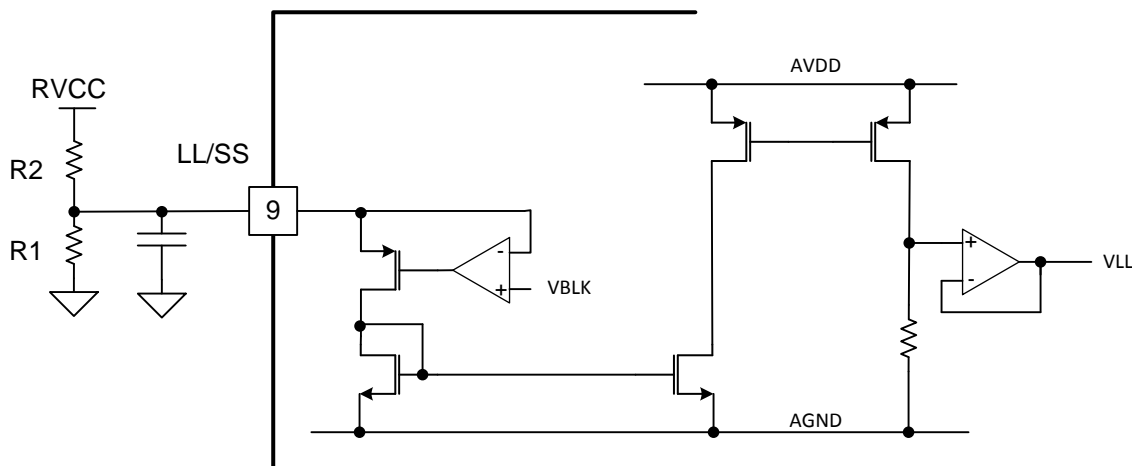 AVDD
RVCC
R2
LL/SS
9
R1
-
+
VBLK
+
-
VLL
AGND